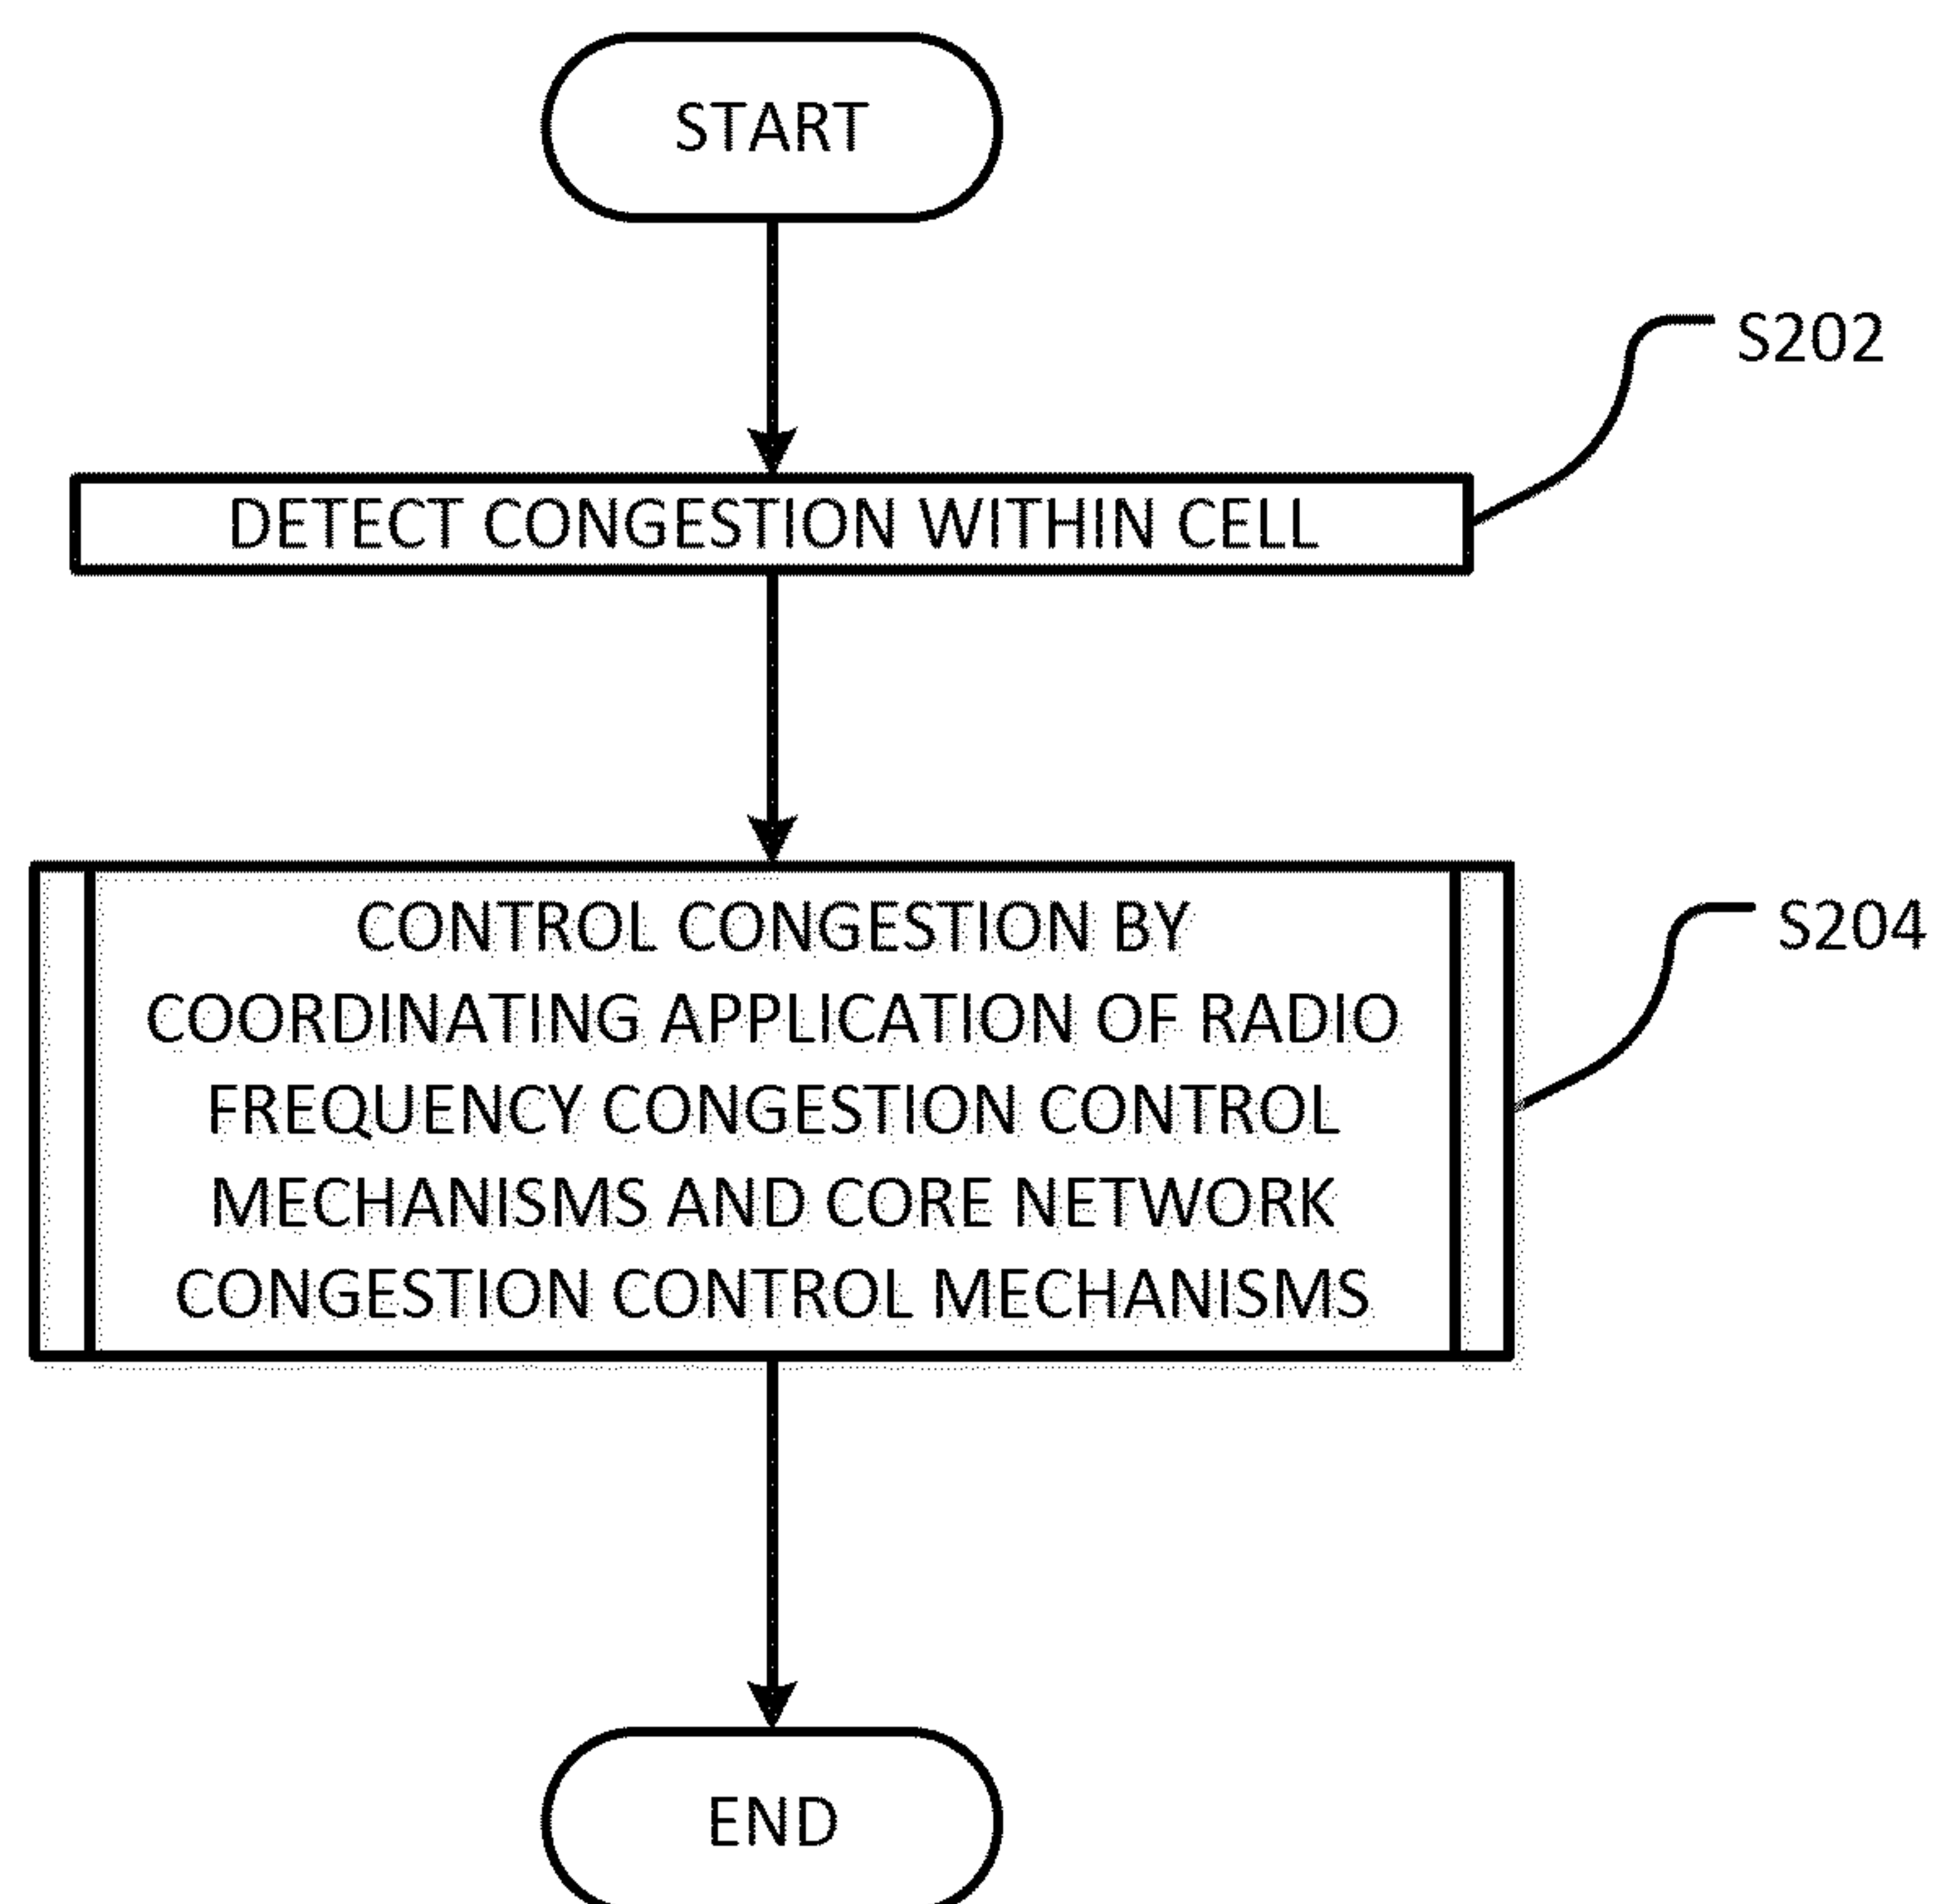 START
S202
DETECT CONGESTION WITHIN CELL
CONTROL CONGESTION BY
S204
COORDINATING APPLICATION OF RADIO
FREQUENCY CONGESTION CONTROL
MECHANISMS AND CORE NETWORK
CONGESTION CONTROL MECHANISMS
END